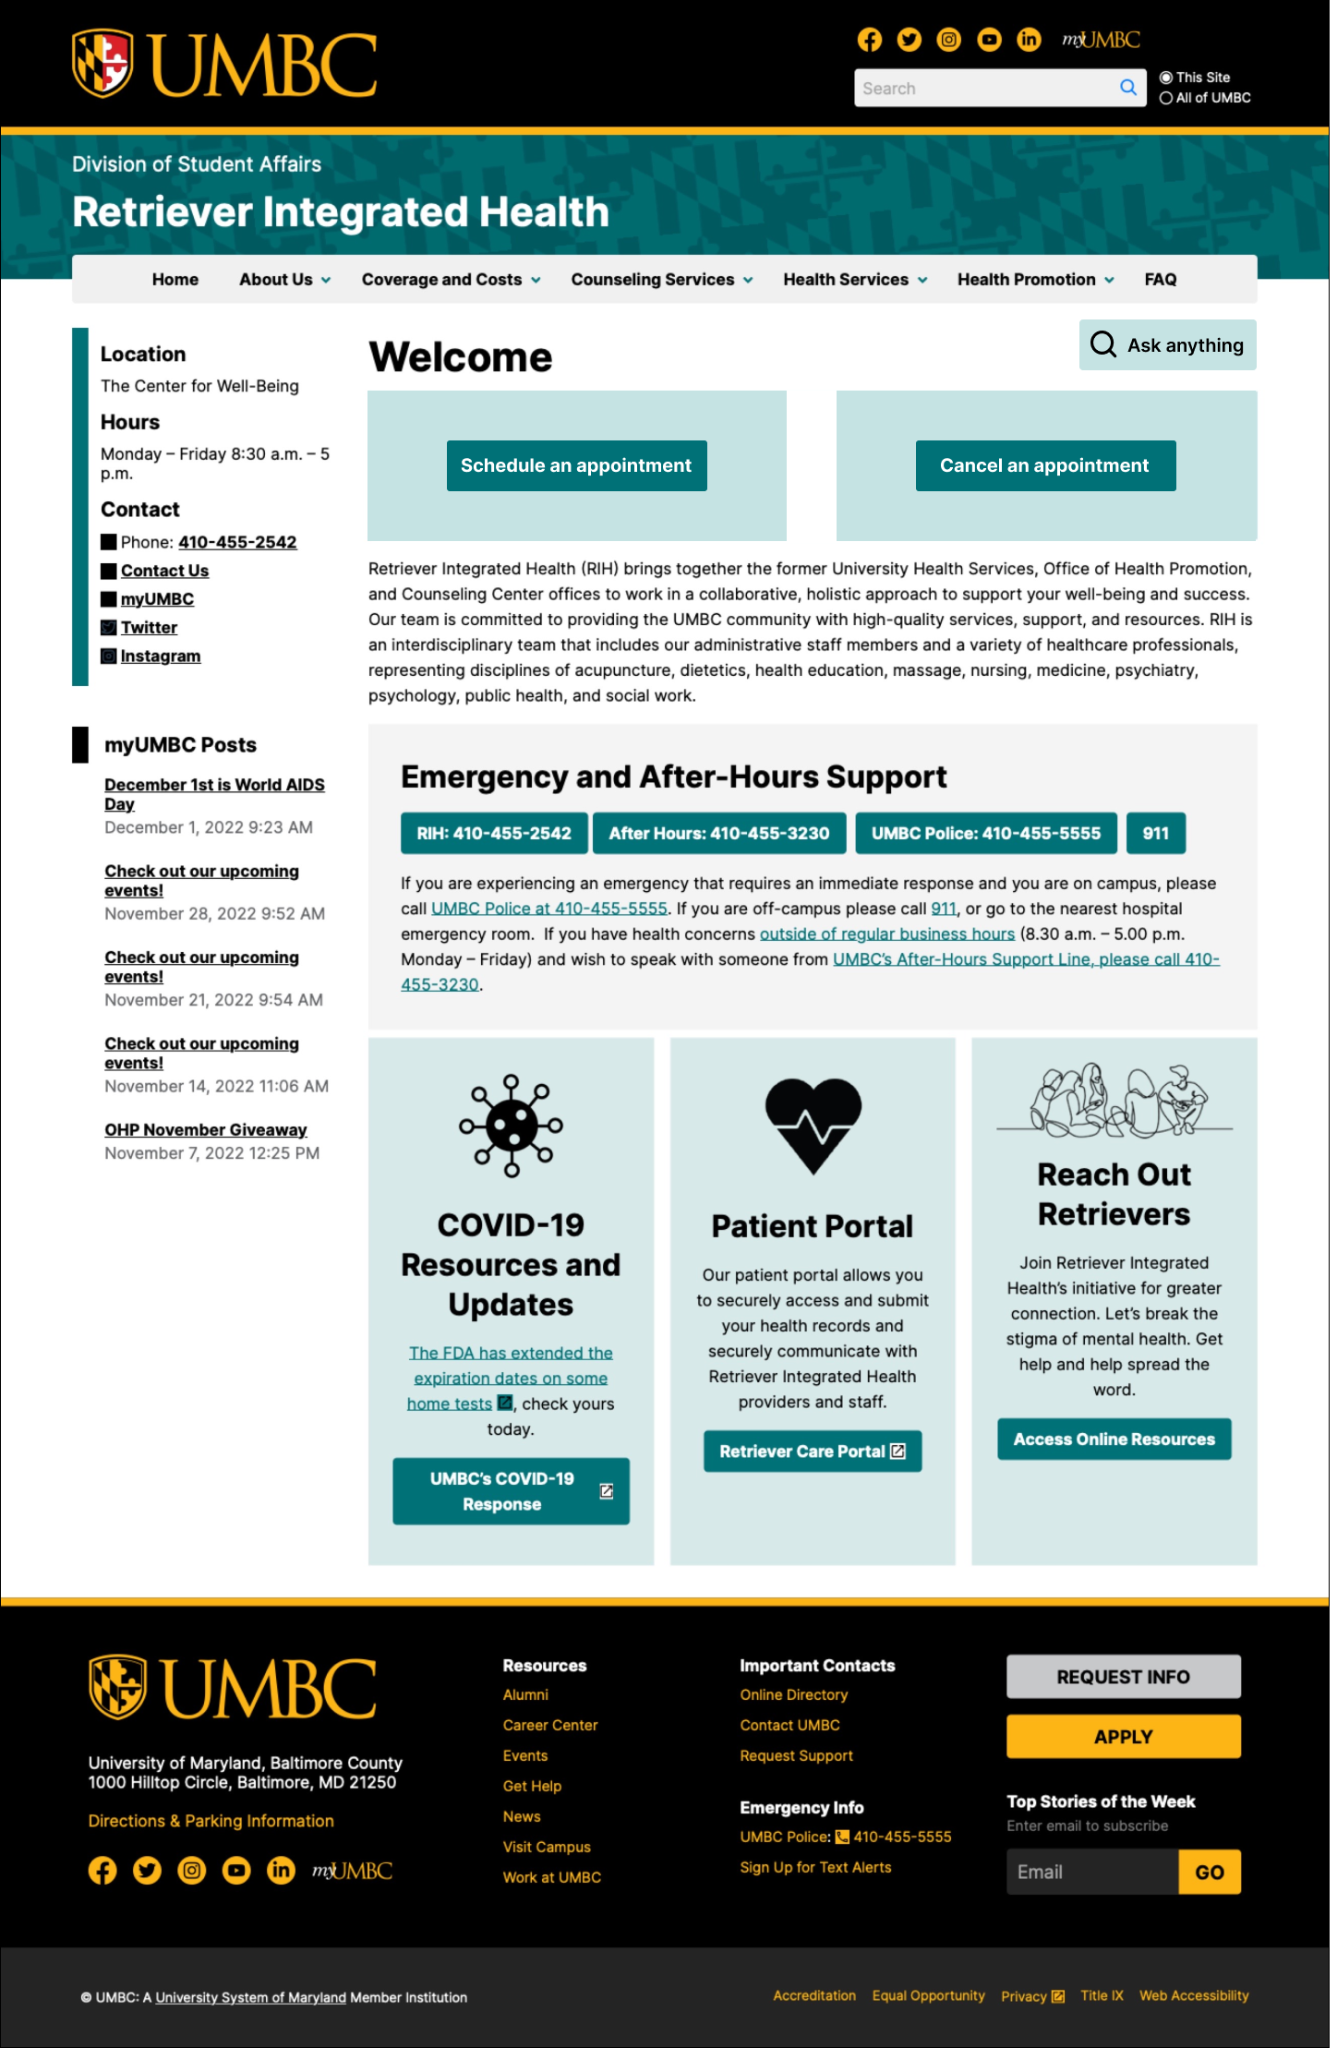 UMBC
myUMBC
Search
This Site
All of UMBC
Division of Student Affairs
Retriever Integrated Health
Home
About Us
Coverage and Costs
Counseling Services
Health Services
Health Promotion
FAQ
Location
The Center for Well-Being
Hours
Monday – Friday 8:30 a.m. – 5
p.m.
Contact
Phone: 410-455-2542
Contact Us
myUMBC
Twitter
Instagram
myUMBC Posts
December 1st is World AIDS
Day
December 1, 2022 9:23 AM
Check out our upcoming
events!
November 28, 2022 9:52 AM
Check out our upcoming
events!
November 21, 2022 9:54 AM
Check out our upcoming
events!
November 14, 2022 11:06 AM
OHP November Giveaway
November 7, 2022 12:25 PM
Welcome
Ask anything
Schedule an appointment
Cancel an appointment
Retriever Integrated Health (RIH) brings together the former University Health Services, Office of Health Promotion,
and Counseling Center offices to work in a collaborative, holistic approach to support your well-being and success.
Our team is committed to providing the UMBC community with high-quality services, support, and resources. RIH is
an interdisciplinary team that includes our administrative staff members and a variety of healthcare professionals,
representing disciplines of acupuncture, dietetics, health education, massage, nursing, medicine, psychiatry,
psychology, public health, and social work.
Emergency and After-Hours Support
RIH: 410-455-2542
After Hours: 410-455-3230
UMBC Police: 410-455-5555
911
If you are experiencing an emergency that requires an immediate response and you are on campus, please
call UMBC Police at 410-455-5555. If you are off-campus please call 911, or go to the nearest hospital
emergency room. If you have health concerns outside of regular business hours (8.30 a.m. – 5.00 p.m.
Monday – Friday) and wish to speak with someone from UMBC's After-Hours Support Line, please call 410-
455-3230.
COVID-19
Resources and
Updates
The FDA has extended the
expiration dates on some
home tests, check yours
today.
UMBC's COVID-19
Response
Patient Portal
Our patient portal allows you
to securely access and submit
your health records and
securely communicate with
Retriever Integrated Health
providers and staff.
Retriever Care Portal
Reach Out
Retrievers
Join Retriever Integrated
Health's initiative for greater
connection. Let's break the
stigma of mental health. Get
help and help spread the
word.
Access Online Resources
UMBC
University of Maryland, Baltimore County
1000 Hilltop Circle, Baltimore, MD 21250
Directions & Parking Information
myUMBC
Resources
Alumni
Career Center
Events
Get Help
News
Visit Campus
Work at UMBC
Important Contacts
Online Directory
Contact UMBC
Request Support
Emergency Info
UMBC Police: 410-455-5555
Sign Up for Text Alerts
REQUEST INFO
APPLY
Top Stories of the Week
Enter email to subscribe
Email
GO
© UMBC: A University System of Maryland Member Institution
Accreditation
Equal Opportunity
Privacy
Title IX
Web Accessibility